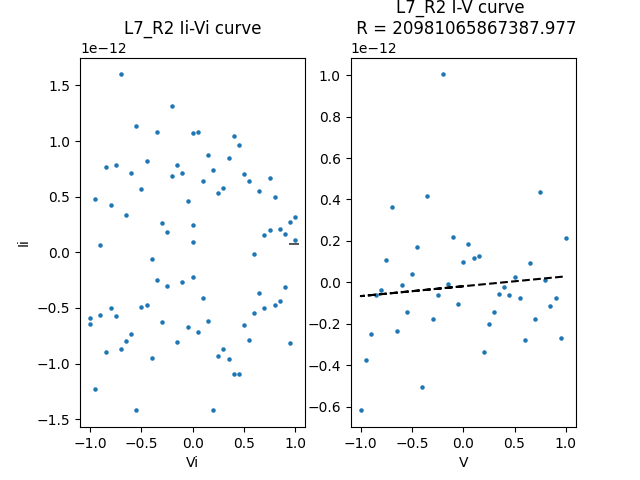 L7_R2 Ii-Vi curve
1e−12
1.5
1.0
0.5
0.0
−0.5
−1.0
−1.5
Ii
−1.0 −0.5 0.0 0.5 1.0
Vi
L7_R2 I-V curve
R = 20981065867387.977
1e−12
1.0
0.8
0.6
0.4
0.2
0.0
−0.2
−0.4
−0.6
−1.0 −0.5 0.0 0.5 1.0
V